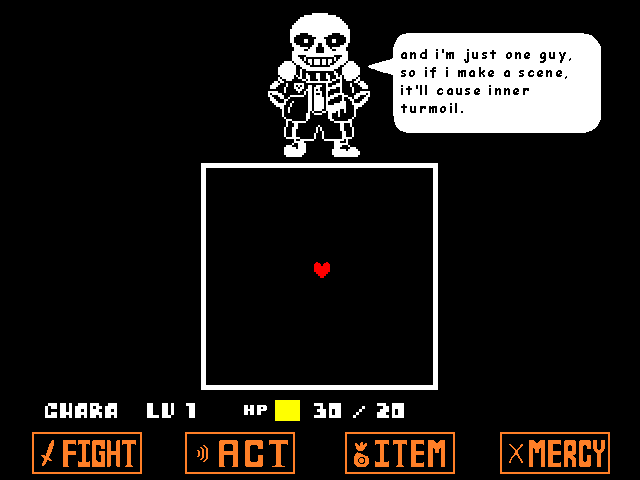 and i'm just one guy,
so if i make a scene,
it'll cause inner
turmoil.
CHARA LV 1 HP 30 / 20
FIGHT ACT ITEM MERCY